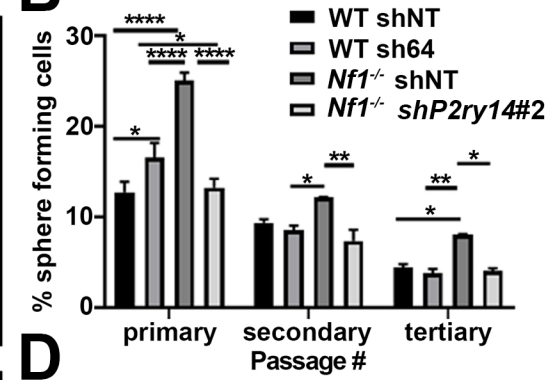 WT shNT
WT sh64
Nf1-/- shNT
Nf1-/- shP2ry14#2
% sphere forming cells
30
20
10
0
****
*
**** ****
*
*
**
*
**
*
primary secondary tertiary
Passage #
D